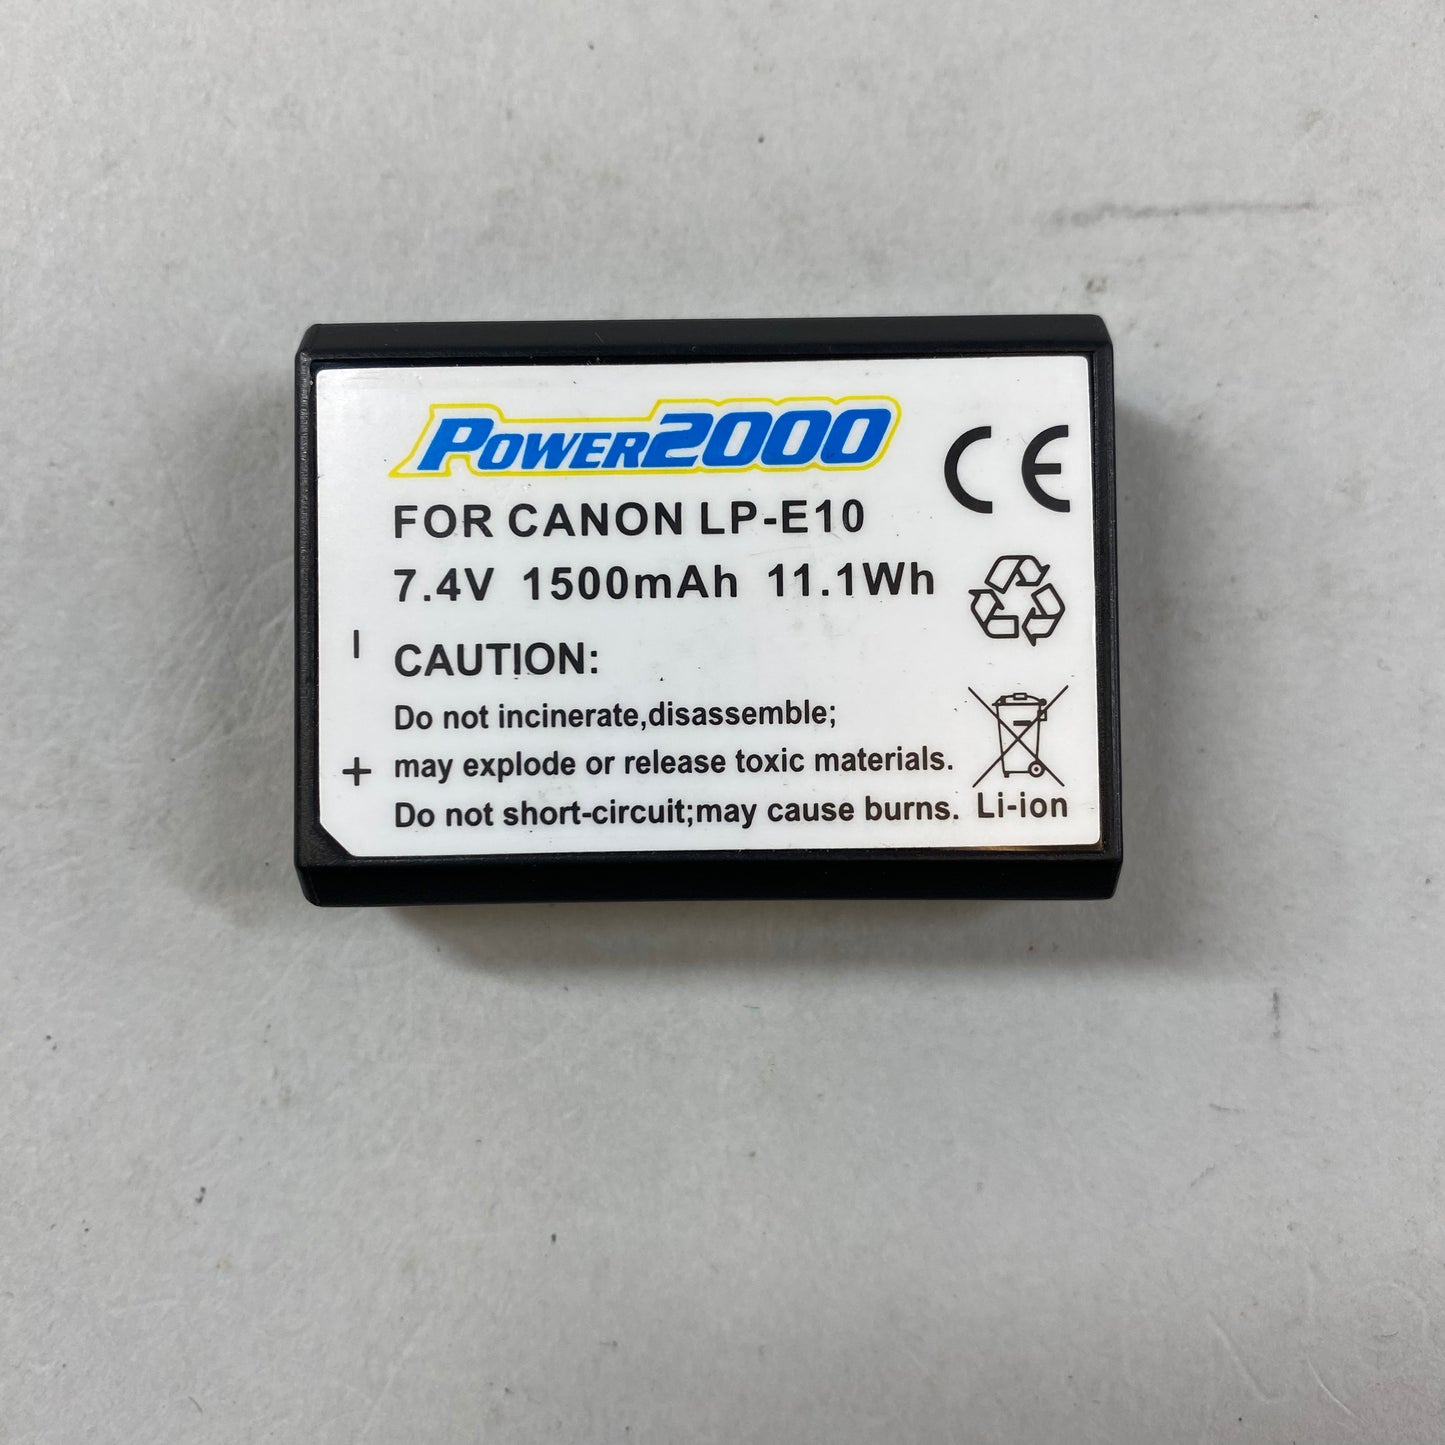 POWER2000
CE
FOR CANON LP-E10
7.4V 1500mAh 11.1Wh
-
CAUTION:
Do not incinerate,disassemble;
+ may explode or release toxic materials.
Do not short-circuit;may cause burns. Li-ion